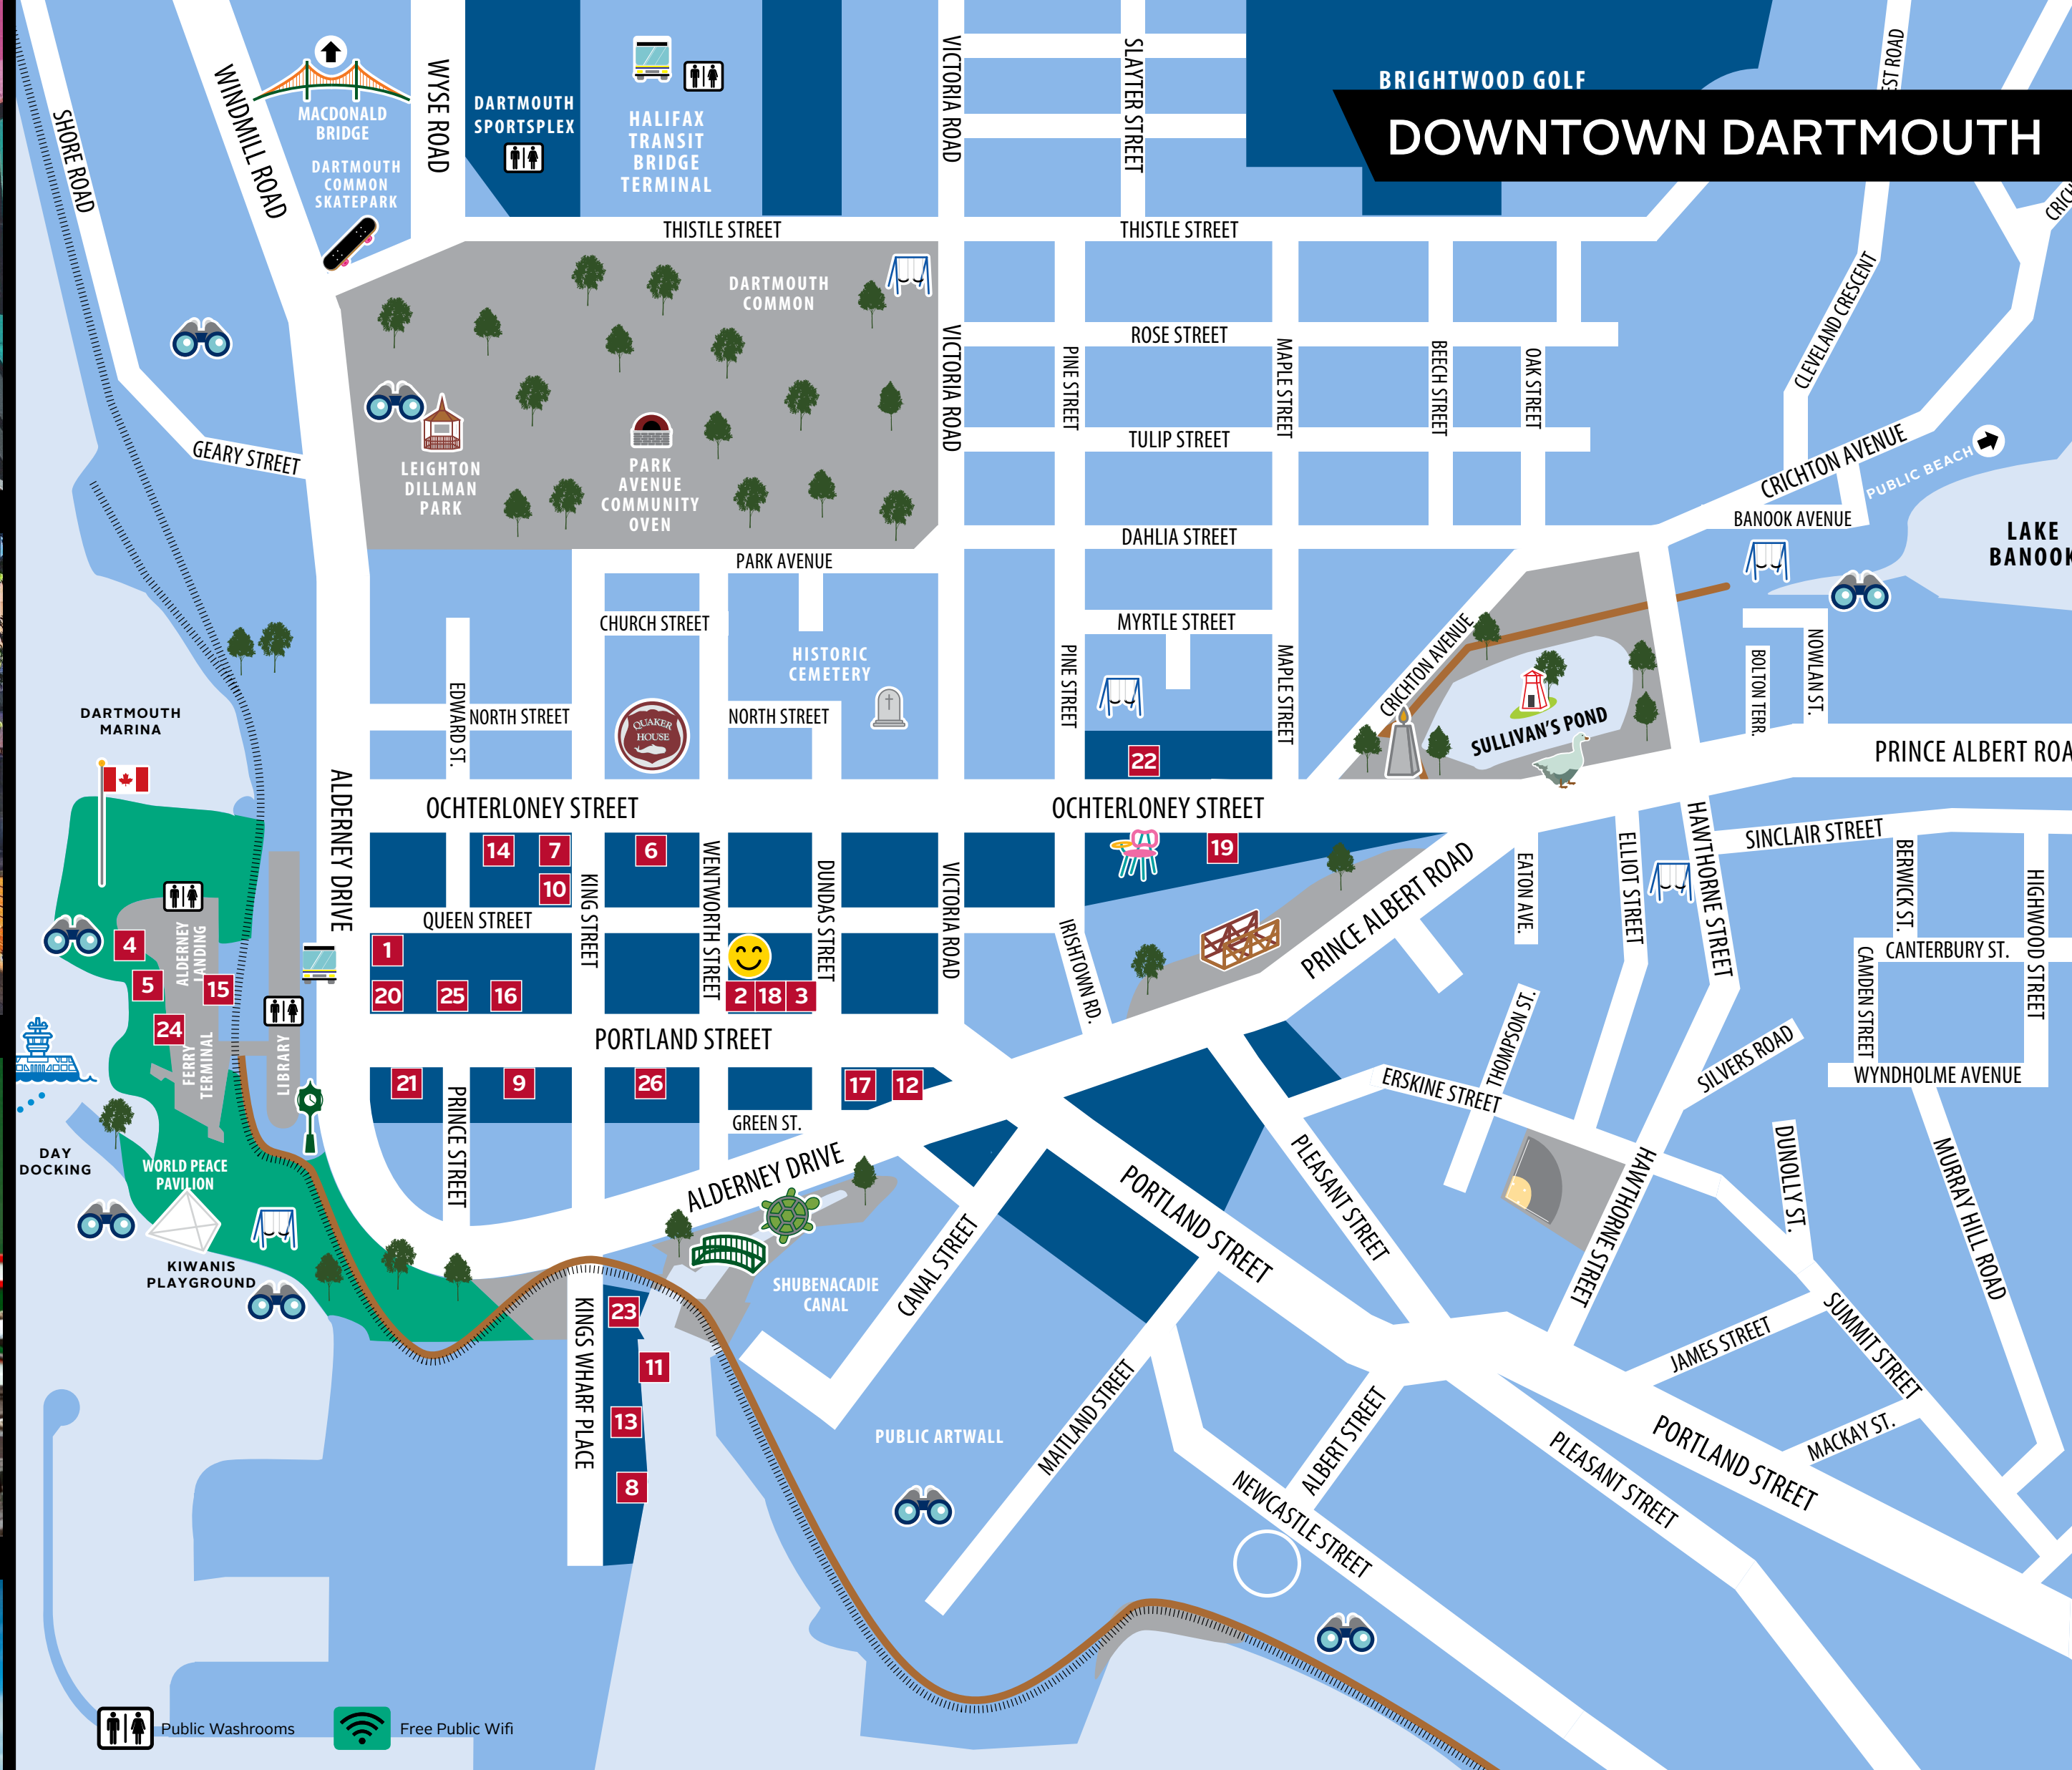 BRIGHTWOOD GOLF
DOWNTOWN DARTMOUTH
MACDONALD
BRIDGE
DARTMOUTH
COMMON
SKATEPARK
SHORE ROAD
WINDMILL ROAD
WYSE ROAD
DARTMOUTH
SPORTSPLEX
HALIFAX
TRANSIT
BRIDGE
TERMINAL
VICTORIA ROAD
SLAYTER STREET
THISTLE STREET
THISTLE STREET
DARTMOUTH
COMMON
ROSE STREET
VICTORIA ROAD
PINE STREET
MAPLE STREET
BEECH STREET
OAK STREET
CLEVELAND CRESCENT
TULIP STREET
CRICHTON AVENUE
PUBLIC BEACH
GEARY STREET
LEIGHTON
DILLMAN
PARK
PARK
AVENUE
COMMUNITY
OVEN
BANOOK AVENUE
LAKE
DAHLIA STREET
PARK AVENUE
CHURCH STREET
MYRTLE STREET
HISTORIC
CEMETERY
PINE STREET
MAPLE STREET
CRICHTON AVENUE
NOWLAN ST.
BOLTON TERR.
EDWARD ST.
NORTH STREET
QUAKER
HOUSE
NORTH STREET
SULLIVAN'S POND
PRINCE ALBERT ROA
DARTMOUTH
MARINA
22
ALDERNEY DRIVE
OCHTERLONEY STREET
OCHTERLONEY STREET
14
7
6
19
10
KING STREET
WENTWORTH STREET
DUNDAS STREET
VICTORIA ROAD
PRINCE ALBERT ROAD
EATON AVE.
ELLIOT STREET
HAWTHORNE STREET
SINCLAIR STREET
BERWICK ST.
HIGHWOOD STREET
QUEEN STREET
IRISHTOWN RD.
CANTERBURY ST.
CAMDEN STREET
4
ALDERNEY
LANDING
1
5
15
20
25
16
2
18
3
24
FERRY
TERMINAL
LIBRARY
PORTLAND STREET
THOMPSON ST.
SILVERS ROAD
WYNDHOLME AVENUE
ERSKINE STREET
21
9
26
17
12
PRINCE STREET
GREEN ST.
DAY
DOCKING
WORLD PEACE
PAVILION
ALDERNEY DRIVE
PLEASANT STREET
PORTLAND STREET
HAWTHORNE STREET
DUNOLLY ST.
MURRAY HILL ROAD
KIWANIS
PLAYGROUND
SHUBENACADIE
CANAL
CANAL STREET
23
KINGS WHARF PLACE
11
13
8
JAMES STREET
SUMMIT STREET
MACKAY ST.
PUBLIC ARTWALL
MAITLAND STREET
ALBERT STREET
NEWCASTLE STREET
PLEASANT STREET
PORTLAND STREET
Public Washrooms
Free Public Wifi